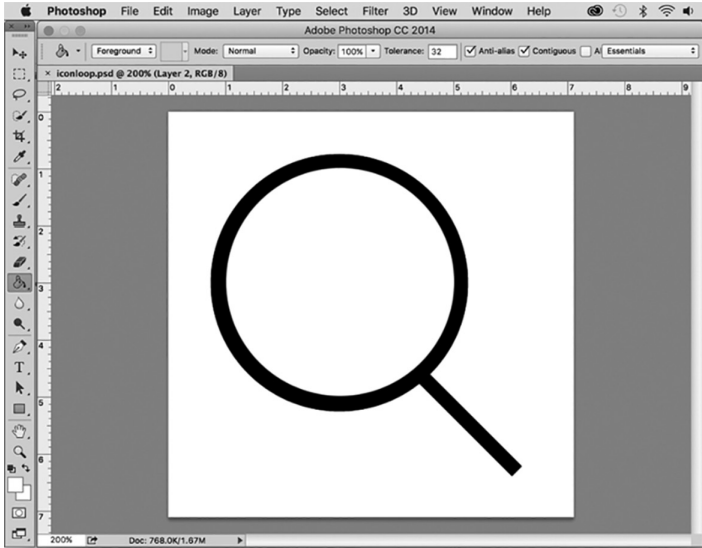 Photoshop File Edit Image Layer Type Select Filter 3D View Window Help
Adobe Photoshop CC 2014
Foreground Mode: Normal Opacity: 100% Tolerance: 32 Anti-alias Contiguous A Essentials
× iconloop.psd @ 200% (Layer 2, RGB/8)
2 1 0 1 2 3 4 5 6 7 8 9
0
1
2
3
4
5
6
7
T
200% Doc: 768.0K/1.67M